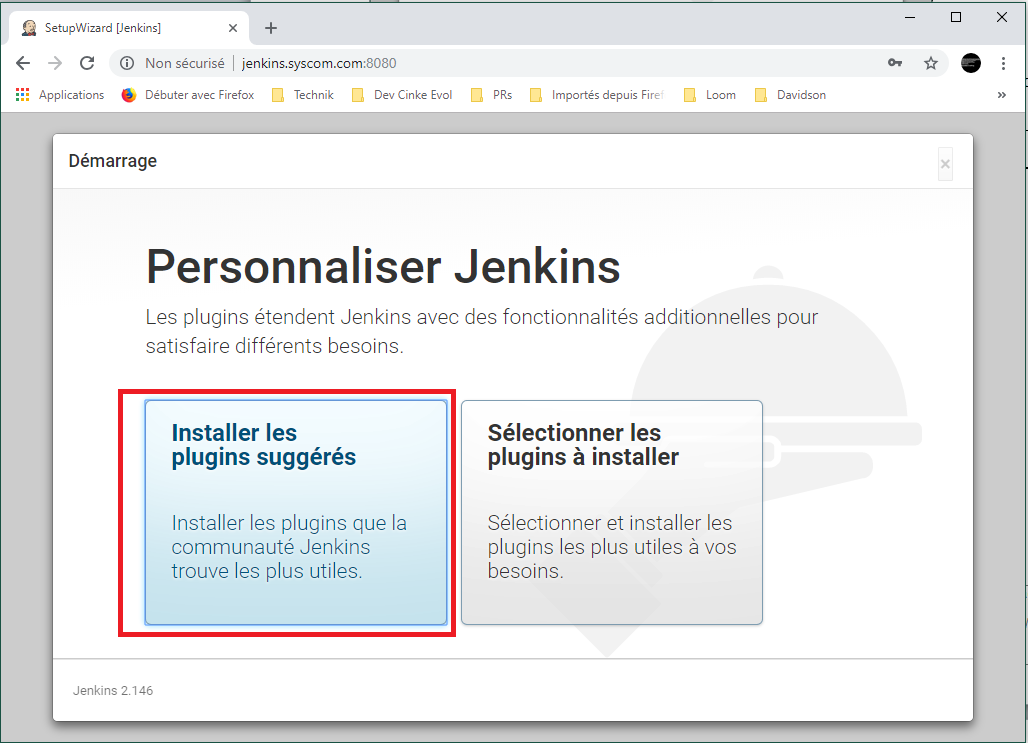 SetupWizard [Jenkins]
Non sécurisé
jenkins.syscom.com:8080
Applications
Débuter avec Firefox
Technik
Dev Cinke Evol
PRs
Importés depuis Firef
Loom
Davidson
Démarrage
Personnaliser Jenkins
Les plugins étendent Jenkins avec des fonctionnalités additionnelles pour
satisfaire différents besoins.
Installer les
plugins suggérés
Installer les plugins que la
communauté Jenkins
trouve les plus utiles.
Sélectionner les
plugins à installer
Sélectionner et installer les
plugins les plus utiles à vos
besoins.
Jenkins 2.146